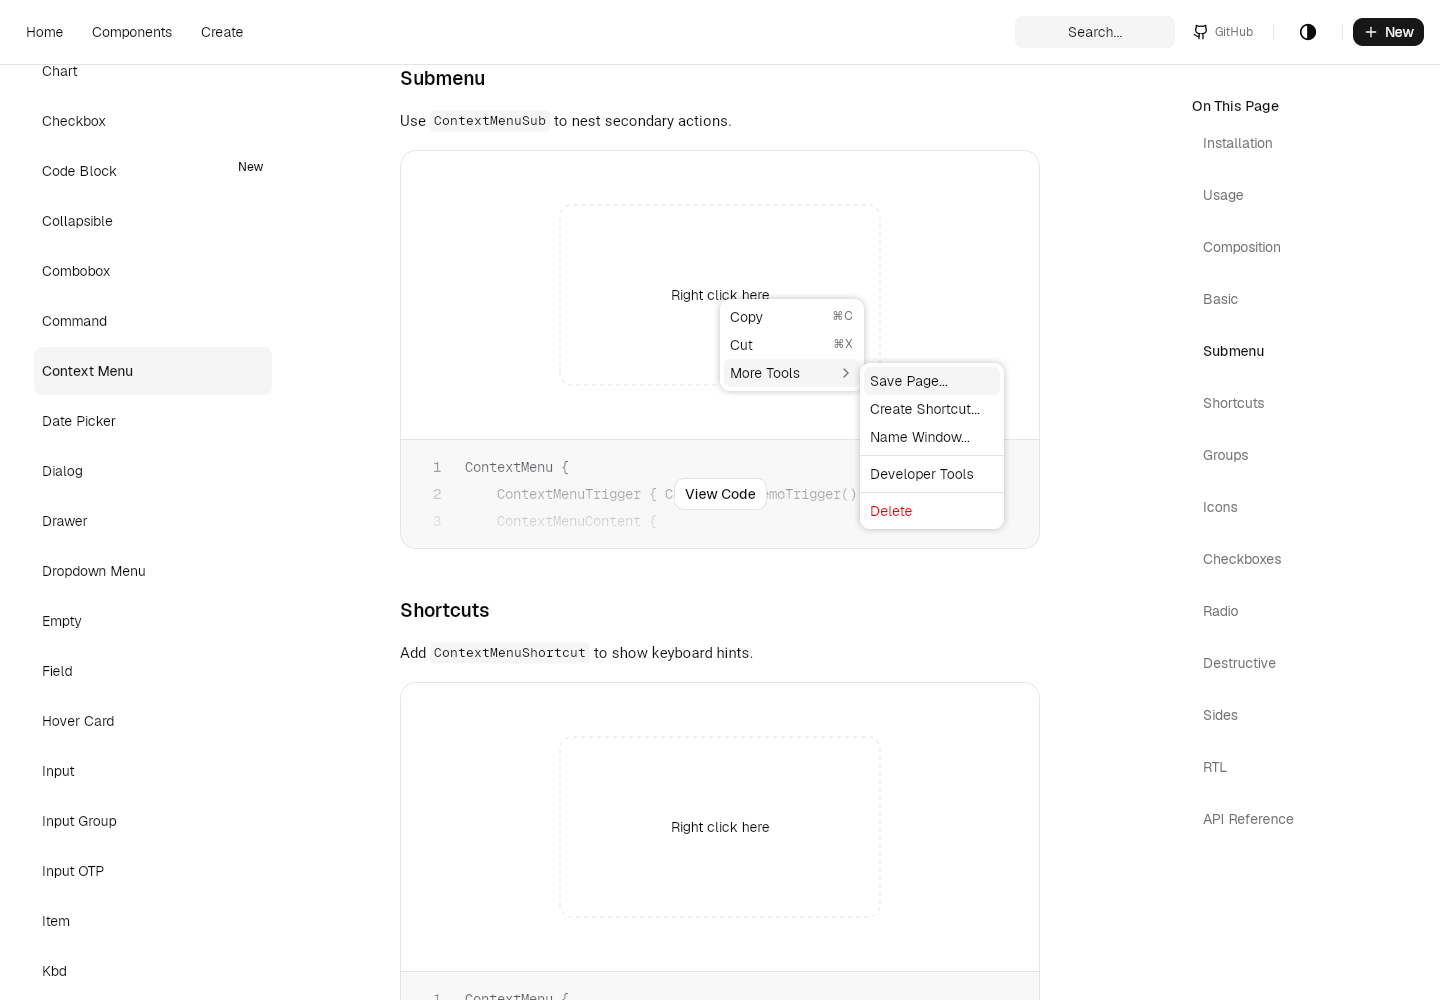 Home
Components
Create
Search...
GitHub
New
Chart
Checkbox
Code Block
New
Collapsible
Combobox
Command
Context Menu
Date Picker
Dialog
Drawer
Dropdown Menu
Empty
Field
Hover Card
Input
Input Group
Input OTP
Item
Kbd
Submenu
Use ContextMenuSub to nest secondary actions.
Right click here
Copy ⌘C
Cut ⌘X
More Tools
Save Page...
Create Shortcut...
Name Window...
Developer Tools
Delete
1 ContextMenu {
2 ContextMenuTrigger { C
emoTrigger()
View Code
3 ContextMenuContent {
Shortcuts
Add ContextMenuShortcut to show keyboard hints.
Right click here
1 ContextMenu {
On This Page
Installation
Usage
Composition
Basic
Submenu
Shortcuts
Groups
Icons
Checkboxes
Radio
Destructive
Sides
RTL
API Reference